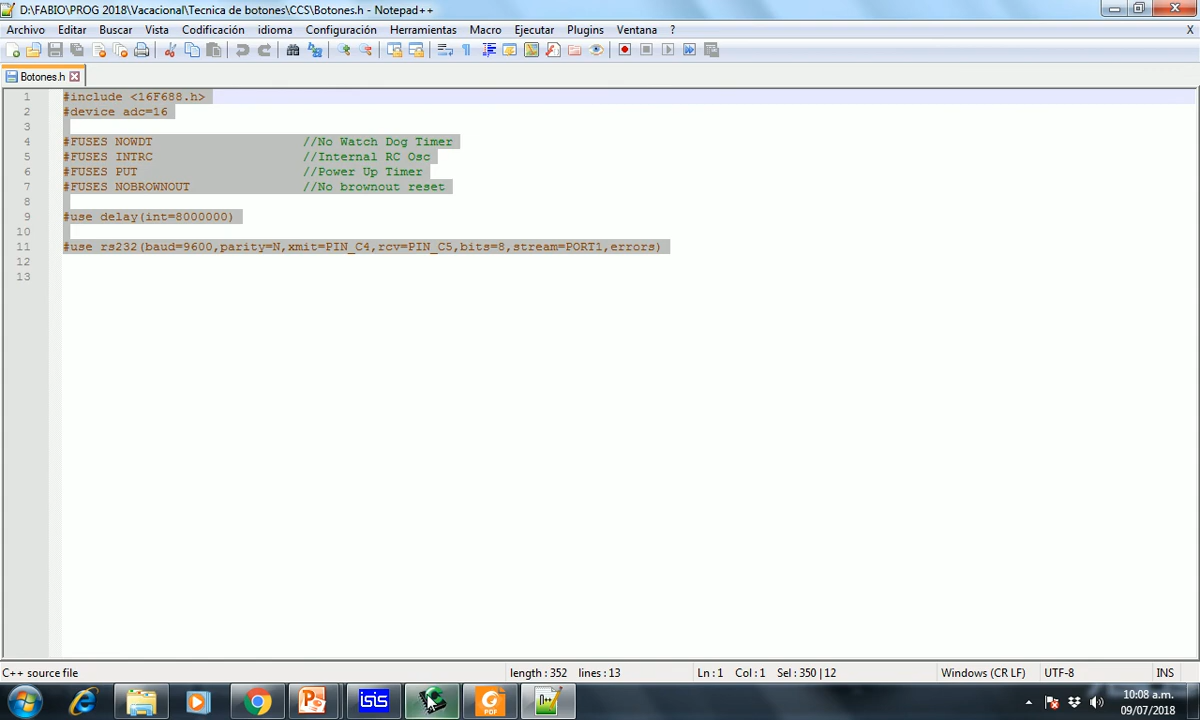 D:\FABIO\PROG 2018\Vacacional\Tecnica de botones\CCS\Botones.h - Notepad++
Archivo Editar Buscar Vista Codificación idioma Configuración Herramientas Macro Ejecutar Plugins Ventana ? X
Botones.h
1 #include <16F688.h>
2 #device adc=16
3
4 #FUSES NOWDT //No Watch Dog Timer
5 #FUSES INTRC //Internal RC Osc
6 #FUSES PUT //Power Up Timer
7 #FUSES NOBROWNOUT //No brownout reset
8
9 #use delay(int=8000000)
10
11 #use rs232(baud=9600,parity=N,xmit=PIN_C4,rcv=PIN_C5,bits=8,stream=PORT1,errors)
12
13
C++ source file length : 352 lines : 13 Ln : 1 Col : 1 Sel : 350 | 12 Windows (CR LF) UTF-8 INS
isis
PDF
10:08 a.m.
09/07/2018